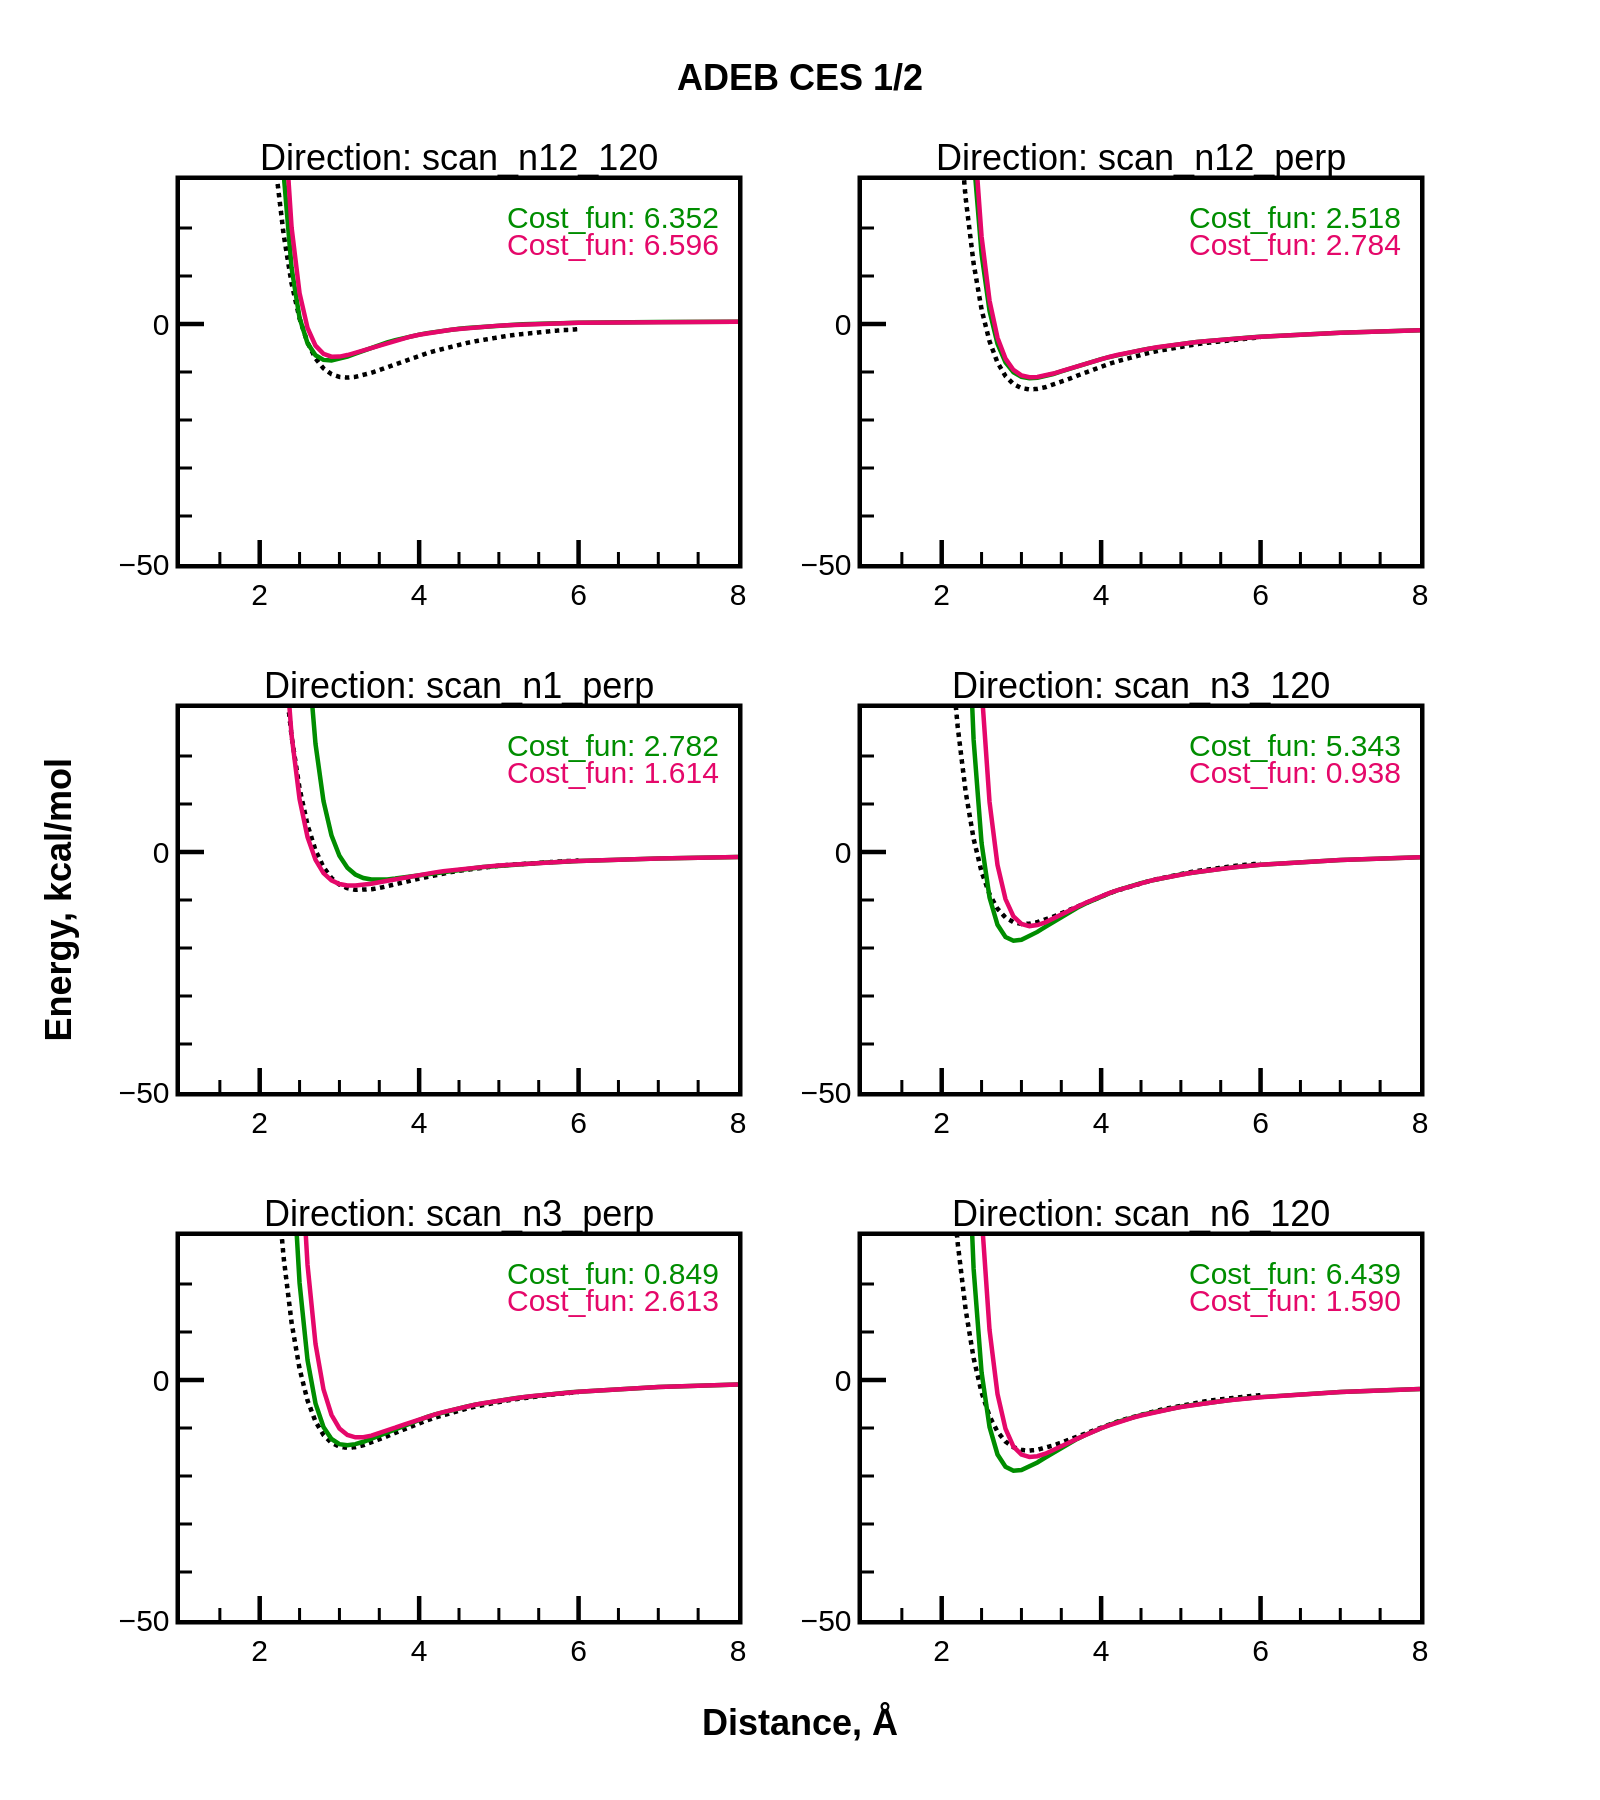 ADEB CES 1/2
Direction: scan_n12_120
Cost_fun: 6.352
Cost_fun: 6.596
0
−50
2 4 6 8
Direction: scan_n12_perp
Cost_fun: 2.518
Cost_fun: 2.784
0
−50
2 4 6 8
Energy, kcal/mol
Direction: scan_n1_perp
Cost_fun: 2.782
Cost_fun: 1.614
0
−50
2 4 6 8
Direction: scan_n3_120
Cost_fun: 5.343
Cost_fun: 0.938
0
−50
2 4 6 8
Direction: scan_n3_perp
Cost_fun: 0.849
Cost_fun: 2.613
0
−50
2 4 6 8
Direction: scan_n6_120
Cost_fun: 6.439
Cost_fun: 1.590
0
−50
2 4 6 8
Distance, Å